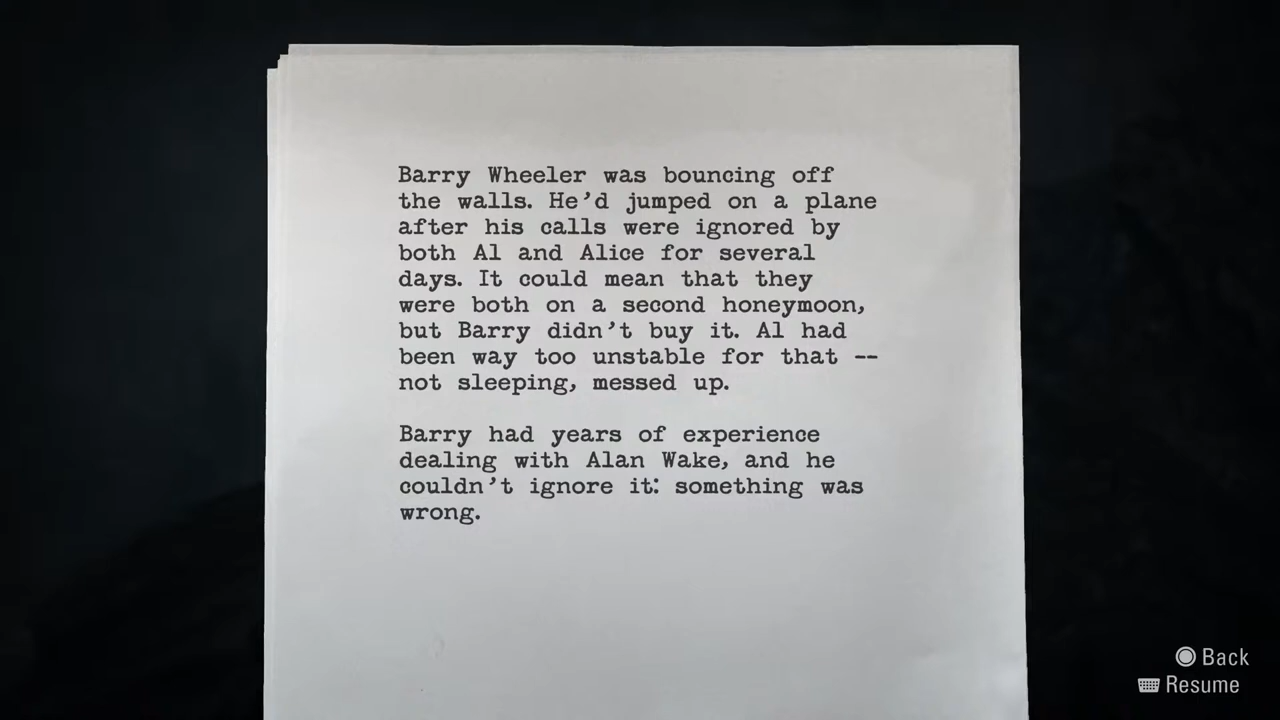 Barry Wheeler was bouncing off
the walls. He’d jumped on a plane
after his calls were ignored by
both Al and Alice for several
days. It could mean that they
were both on a second honeymoon,
but Barry didn’t buy it. Al had
been way too unstable for that --
not sleeping, messed up.
Barry had years of experience
dealing with Alan Wake, and he
couldn’t ignore it: something was
wrong.
Back
Resume